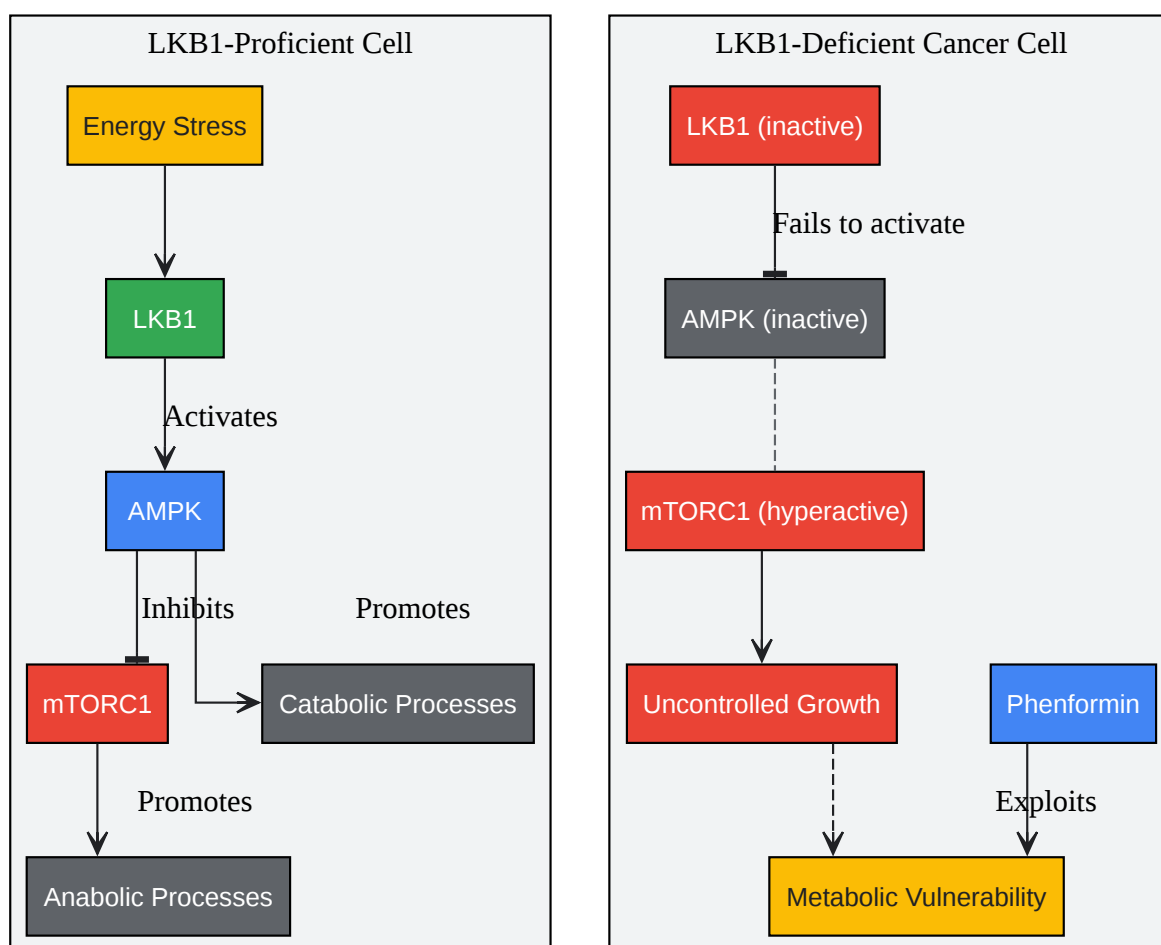 LKB1-Proficient Cell
Energy Stress
LKB1
Activates
AMPK
Inhibits
Promotes
mTORC1
Catabolic Processes
Promotes
Anabolic Processes
LKB1-Deficient Cancer Cell
LKB1 (inactive)
Fails to activate
AMPK (inactive)
mTORC1 (hyperactive)
Uncontrolled Growth
Phenformin
Exploits
Metabolic Vulnerability